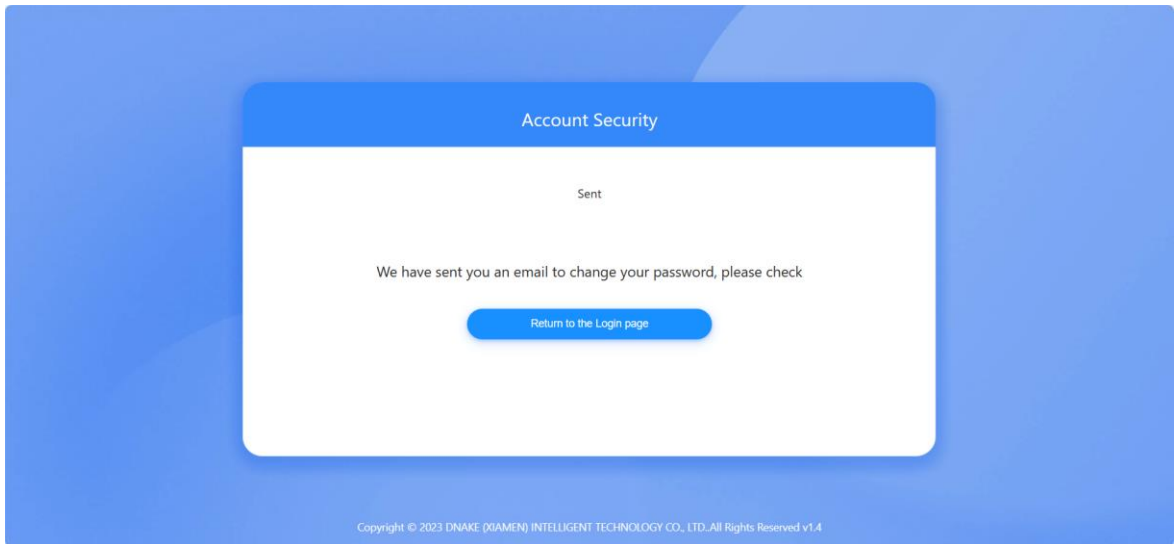 Account Security
Sent
We have sent you an email to change your password, please check
Return to the Login page
Copyright © 2023 DNAKE (XIAMEN) INTELLIGENT TECHNOLOGY CO., LTD..All Rights Reserved v1.4